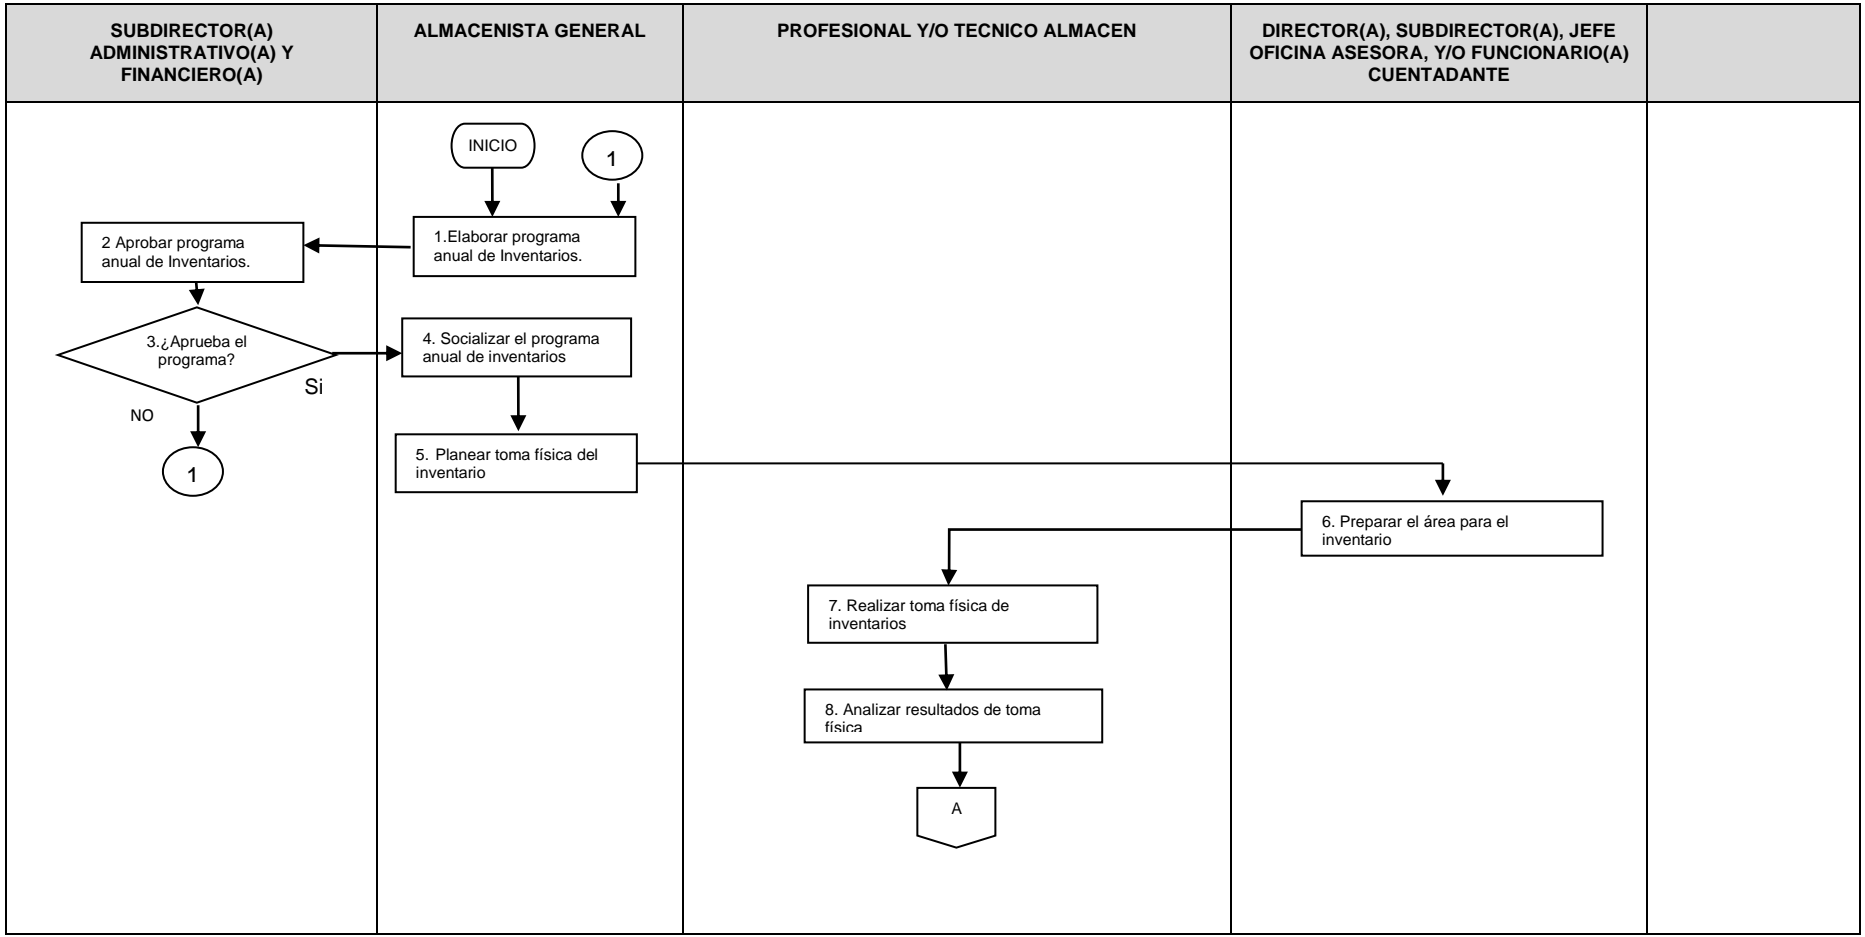 SUBDIRECTOR(A)
ADMINISTRATIVO(A) Y
FINANCIERO(A)
ALMACENISTA GENERAL
PROFESIONAL Y/O TECNICO ALMACEN
DIRECTOR(A), SUBDIRECTOR(A), JEFE
OFICINA ASESORA, Y/O FUNCIONARIO(A)
CUENTADANTE
INICIO
1
1.Elaborar programa
anual de Inventarios.
2 Aprobar programa
anual de Inventarios.
3.¿Aprueba el
programa?
Si
NO
1
4. Socializar el programa
anual de inventarios
5. Planear toma física del
inventario
6. Preparar el área para el
inventario
7. Realizar toma física de
inventarios
8. Analizar resultados de toma
física
A